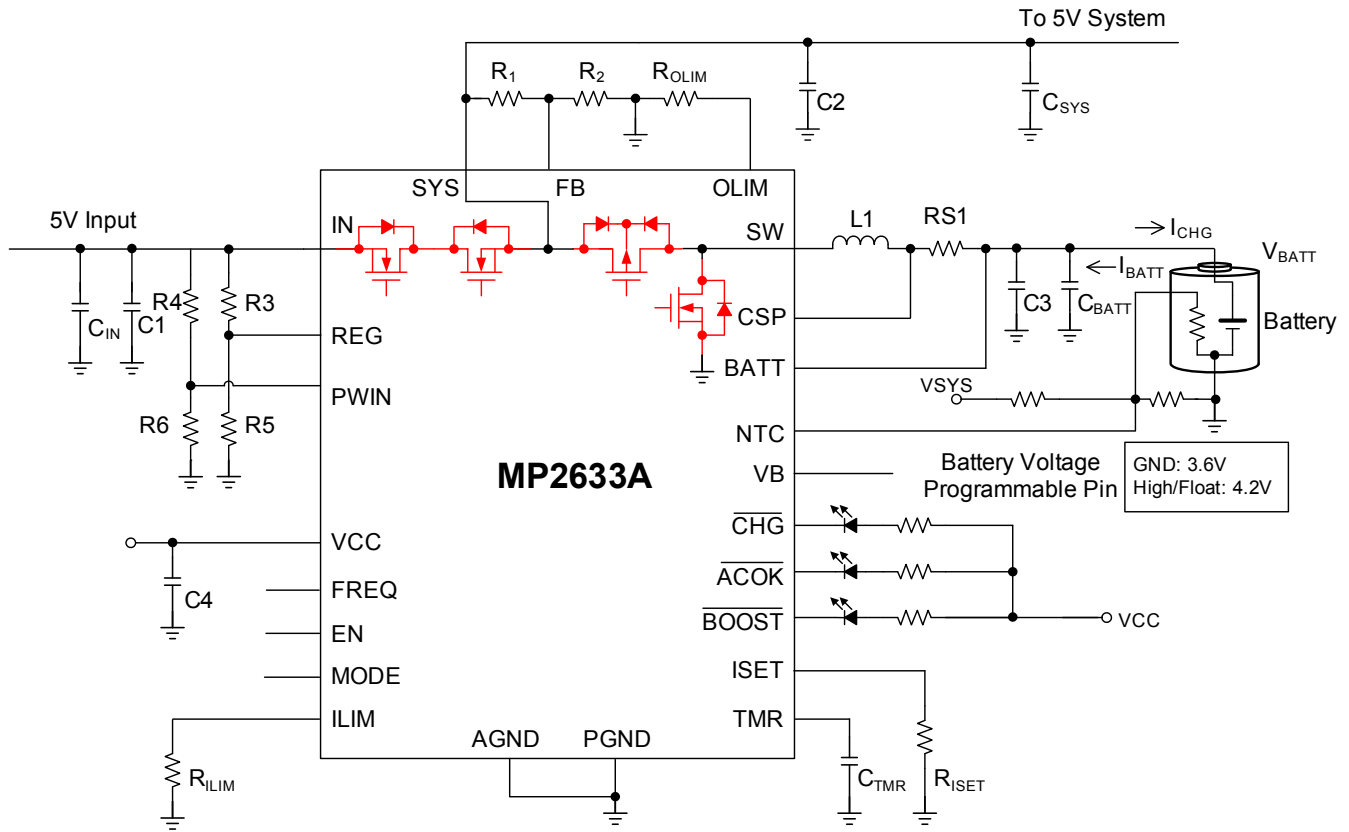 To 5V System
R1
R2
ROLIM
C2
CSYS
SYS
FB
OLIM
5V Input
IN
SW
L1
RS1
ICHG
VBATT
IBATT
R4
R3
CIN
C1
REG
CSP
C3
CBATT
Battery
BATT
PWIN
VSYS
R6
R5
NTC
MP2633A
VB
Battery Voltage
Programmable Pin
GND: 3.6V
High/Float: 4.2V
CHG
VCC
ACOK
C4
FREQ
BOOST
VCC
EN
MODE
ISET
ILIM
TMR
AGND
PGND
RILIM
CTMR
RISET